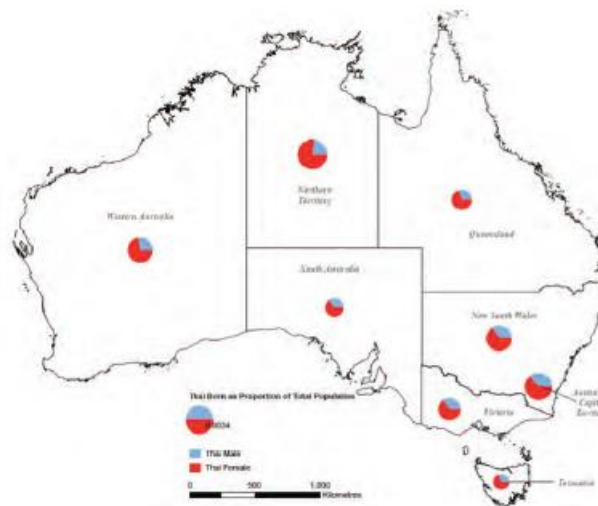 Northern
Territory
Western Australia
Queensland
South Australia
New South Wales
Capit
Victoria
Tasmania
Thai Born as Proportion of Total Population
Thai Male
Thai Female
0
500
1,000
Kilometres